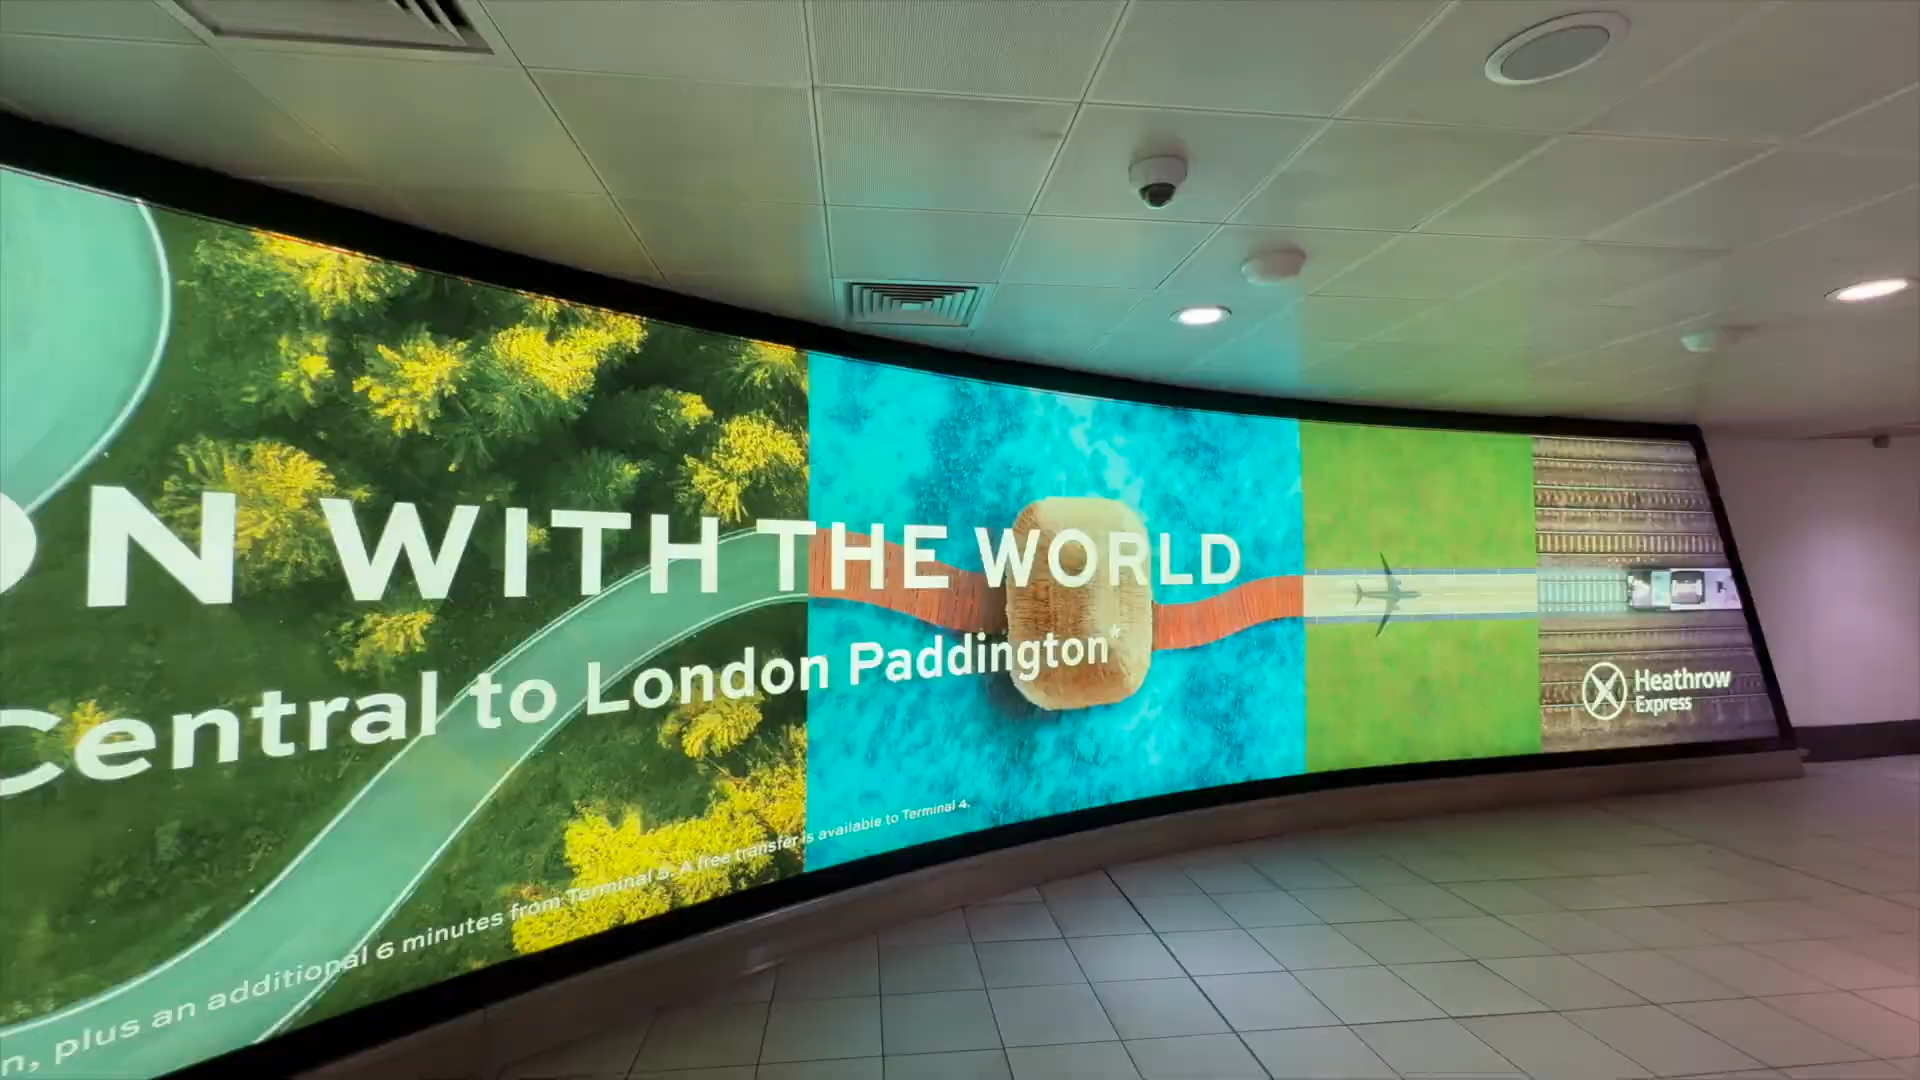 ON WITH THE WORLD
Central to London Paddington*
n, plus an additional 6 minutes from Terminal 5. A free transfer is available to Terminal 4.
Heathrow
Express